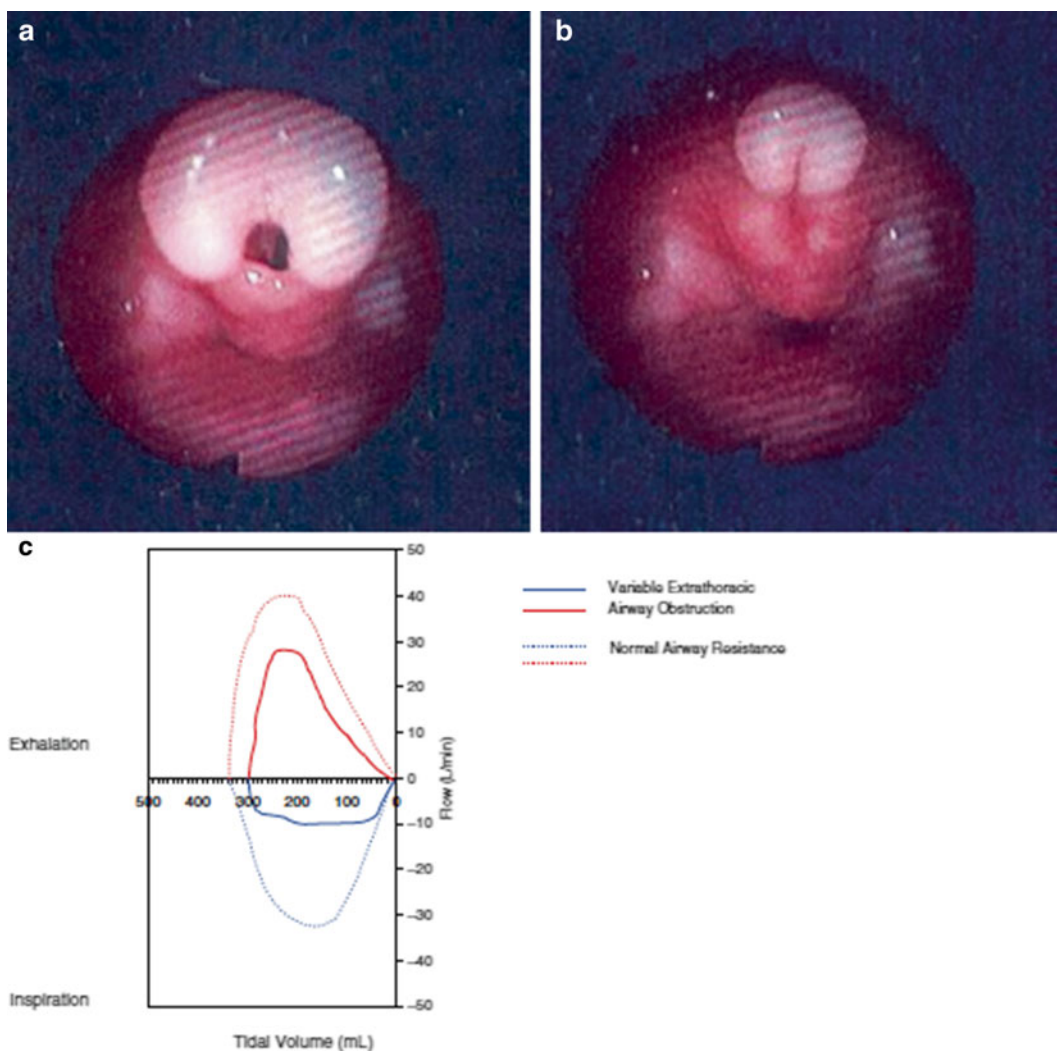 a
b
c
50
40
30
20
10
0
-10
-20
-30
-40
-50
Flow (L/min)
500 400 300 200 100 0
Exhalation
Inspiration
Tidal Volume (mL)
Variable Extrathoracic
Airway Obstruction
Normal Airway Resistance